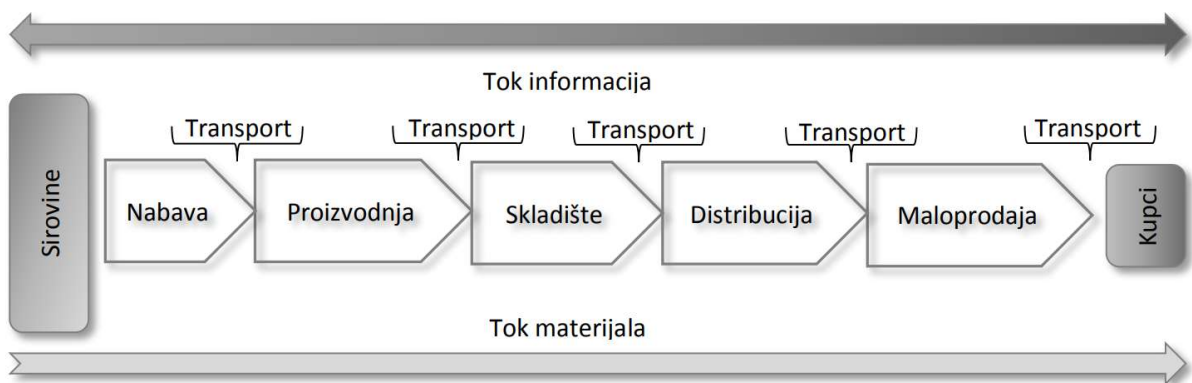 Tok informacija
Transport
Transport
Transport
Transport
Transport
Sirovine
Nabava
Proizvodnja
Skladište
Distribucija
Maloprodaja
Kupci
Tok materijala